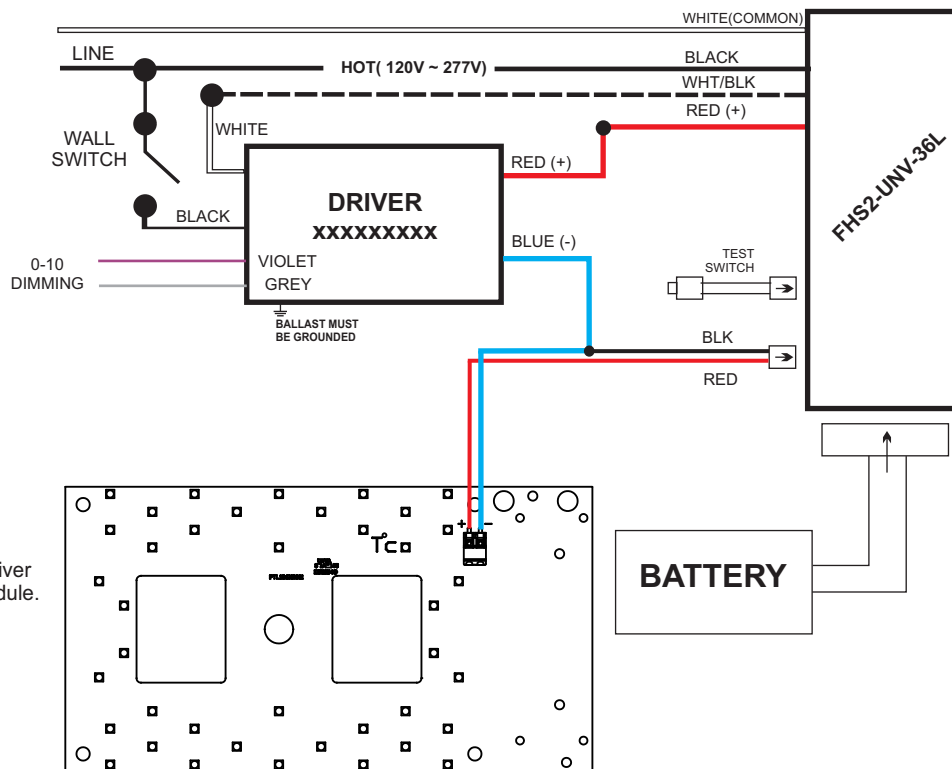 WHITE(COMMON)
LINE
HOT( 120V ~ 277V)
BLACK
WHT/BLK
RED (+)
WHITE
WALL
SWITCH
RED (+)
DRIVER
xxxxxxxxx
FHS2-UNV-36L
BLACK
BLUE (-)
0-10
DIMMING
VIOLET
GREY
TEST
SWITCH
BALLAST MUST
BE GROUNDED
BLK
RED
+ –
T°c
BATTERY
iver
dule.